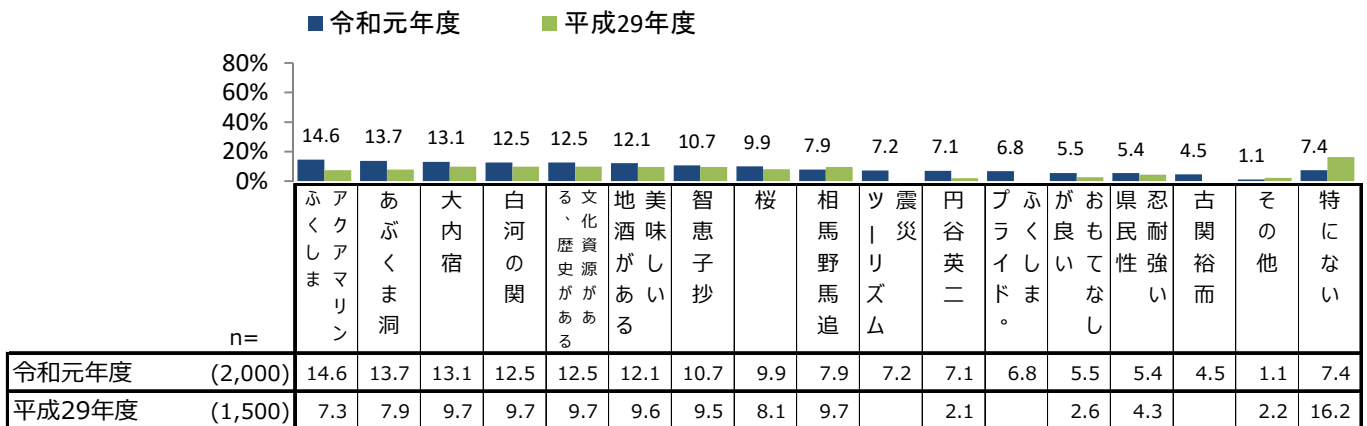 ■令和元年度 ■平成29年度
80%
60%
40%
20%
0%
14.6 13.7 13.1 12.5 12.5 12.1 10.7 9.9 7.9 7.2 7.1 6.8 5.5 5.4 4.5 1.1 7.4
アクアマリン
ふくしま
あぶくま洞
大内宿
白河の関
文化資源があ
る、歴史がある
美味しい
地酒がある
智恵子抄
桜
相馬野馬追
震災
ツーリズム
円谷英二
ふくしま
プライド。
おもてなし
が良い
忍耐強い
県民性
古関裕而
その他
特にない
n=
令和元年度 (2,000) 14.6 13.7 13.1 12.5 12.5 12.1 10.7 9.9 7.9 7.2 7.1 6.8 5.5 5.4 4.5 1.1 7.4
平成29年度 (1,500) 7.3 7.9 9.7 9.7 9.7 9.6 9.5 8.1 9.7 2.1 2.6 4.3 2.2 16.2